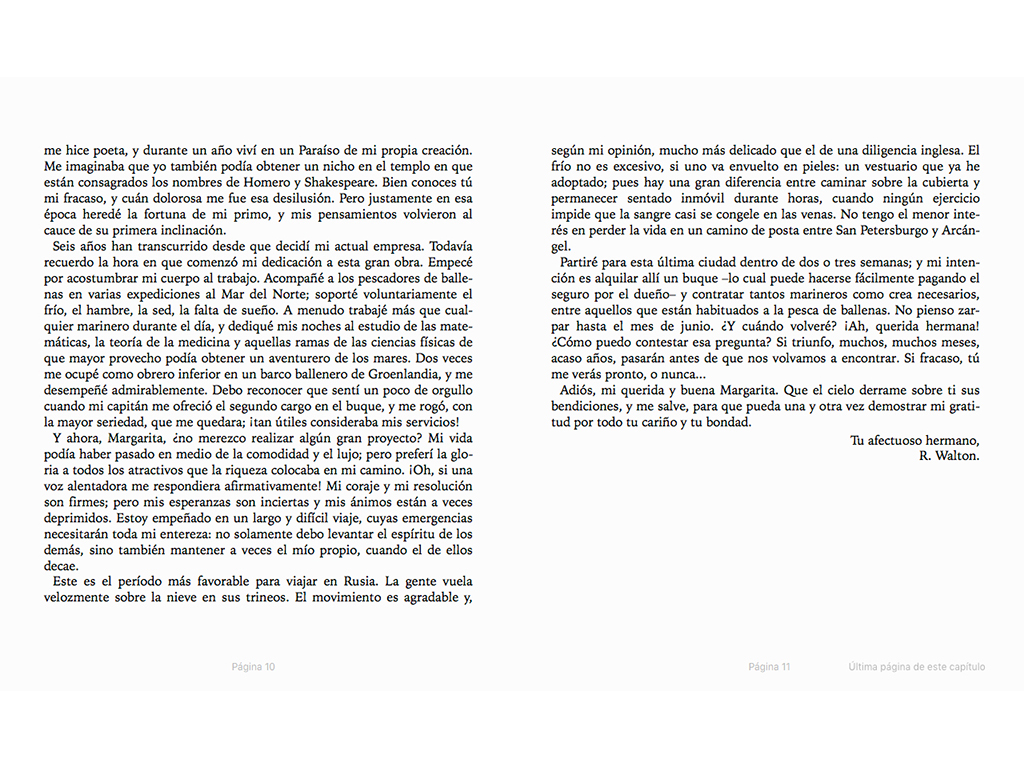 me hice poeta, y durante un año viví en un Paraíso de mi propia creación.
Me imaginaba que yo también podía obtener un nicho en el templo en que
están consagrados los nombres de Homero y Shakespeare. Bien conoces tú
mi fracaso, y cuán dolorosa me fue esa desilusión. Pero justamente en esa
época heredé la fortuna de mi primo, y mis pensamientos volvieron al
cauce de su primera inclinación.
Seis años han transcurrido desde que decidí mi actual empresa. Todavía
recuerdo la hora en que comenzó mi dedicación a esta gran obra. Empecé
por acostumbrar mi cuerpo al trabajo. Acompañé a los pescadores de balle-
nas en varias expediciones al Mar del Norte; soporté voluntariamente el
frío, el hambre, la sed, la falta de sueño. A menudo trabajé más que cual-
quier marinero durante el día, y dediqué mis noches al estudio de las mate-
máticas, la teoría de la medicina y aquellas ramas de las ciencias físicas de
que mayor provecho podía obtener un aventurero de los mares. Dos veces
me ocupé como obrero inferior en un barco ballenero de Groenlandia, y me
desempeñé admirablemente. Debo reconocer que sentí un poco de orgullo
cuando mi capitán me ofreció el segundo cargo en el buque, y me rogó, con
la mayor seriedad, que me quedara; ¡tan útiles consideraba mis servicios!
Y ahora, Margarita, ¿no merezco realizar algún gran proyecto? Mi vida
podía haber pasado en medio de la comodidad y el lujo; pero preferí la glo-
ria a todos los atractivos que la riqueza colocaba en mi camino. ¡Oh, si una
voz alentadora me respondiera afirmativamente! Mi coraje y mi resolución
son firmes; pero mis esperanzas son inciertas y mis ánimos están a veces
deprimidos. Estoy empeñado en un largo y difícil viaje, cuyas emergencias
necesitarán toda mi entereza: no solamente debo levantar el espíritu de los
demás, sino también mantener a veces el mío propio, cuando el de ellos
decae.
Este es el período más favorable para viajar en Rusia. La gente vuela
velozmente sobre la nieve en sus trineos. El movimiento es agradable y,
Página 10
según mi opinión, mucho más delicado que el de una diligencia inglesa. El
frío no es excesivo, si uno va envuelto en pieles: un vestuario que ya he
adoptado; pues hay una gran diferencia entre caminar sobre la cubierta y
permanecer sentado inmóvil durante horas, cuando ningún ejercicio
impide que la sangre casi se congele en las venas. No tengo el menor inte-
rés en perder la vida en un camino de posta entre San Petersburgo y Arcán-
gel.
Partiré para esta última ciudad dentro de dos o tres semanas; y mi inten-
ción es alquilar allí un buque –lo cual puede hacerse fácilmente pagando el
seguro por el dueño– y contratar tantos marineros como crea necesarios,
entre aquellos que están habituados a la pesca de ballenas. No pienso zar-
par hasta el mes de junio. ¿Y cuándo volveré? ¡Ah, querida hermana!
¿Cómo puedo contestar esa pregunta? Si triunfo, muchos, muchos meses,
acaso años, pasarán antes de que nos volvamos a encontrar. Si fracaso, tú
me verás pronto, o nunca...
Adiós, mi querida y buena Margarita. Que el cielo derrame sobre ti sus
bendiciones, y me salve, para que pueda una y otra vez demostrar mi grati-
tud por todo tu cariño y tu bondad.
Tu afectuoso hermano,
R. Walton.
Página 11
Última página de este capítulo